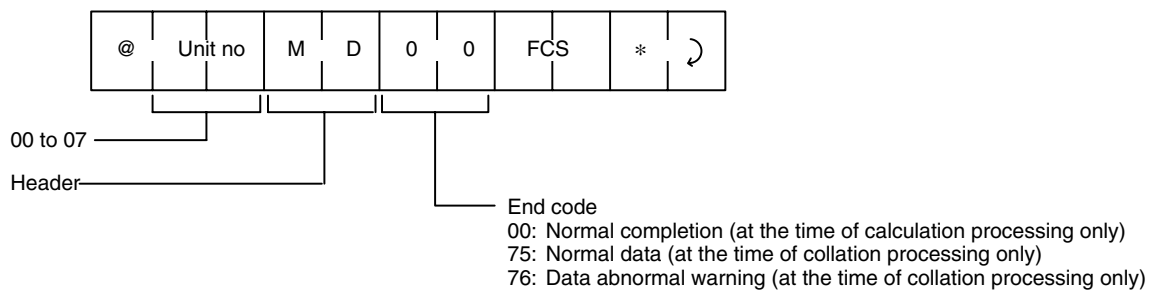 @ Unit no M D 0 0 FCS *
00 to 07
Header
End code
00: Normal completion (at the time of calculation processing only)
75: Normal data (at the time of collation processing only)
76: Data abnormal warning (at the time of collation processing only)